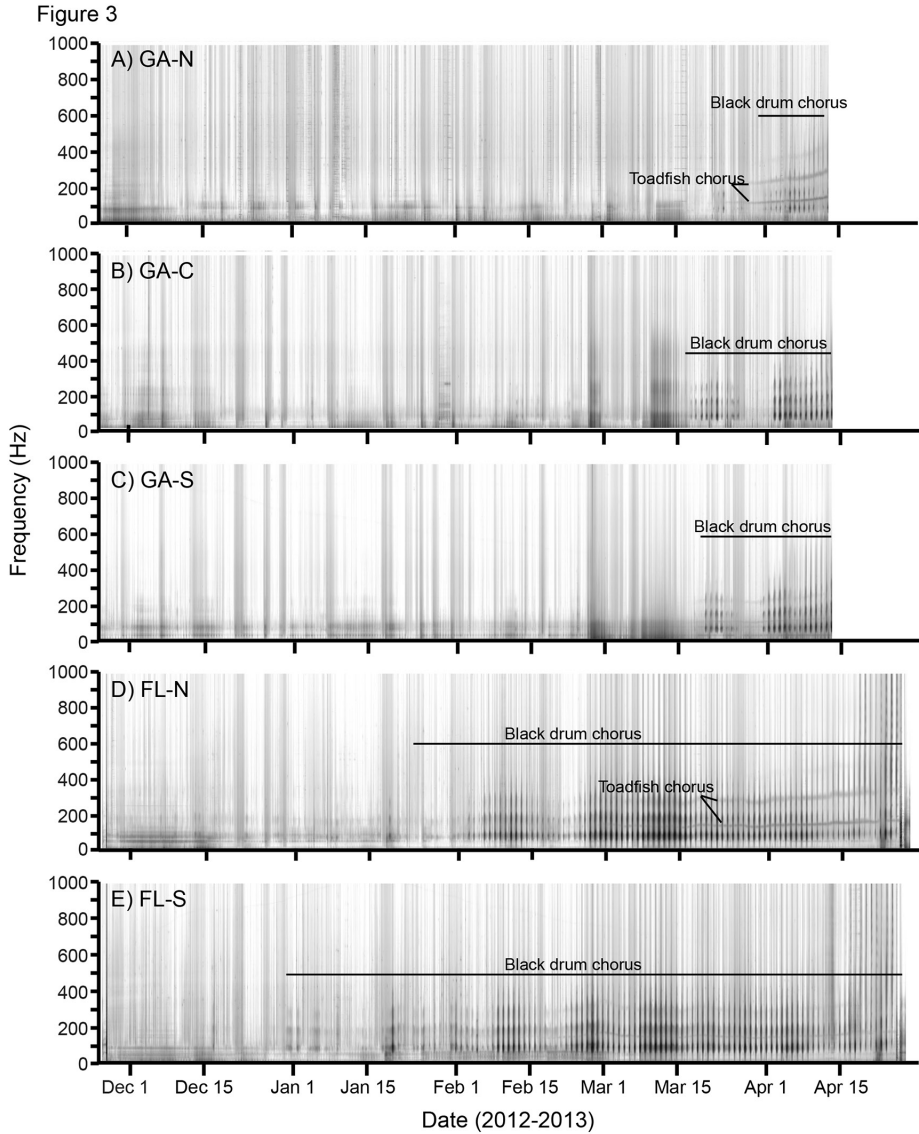 Figure 3
Frequency (Hz)
A) GA-N
1000
800
600
400
200
0
Black drum chorus
Toadfish chorus
B) GA-C
1000
800
600
400
200
0
Black drum chorus
C) GA-S
1000
800
600
400
200
0
Black drum chorus
D) FL-N
1000
800
600
400
200
0
Black drum chorus
Toadfish chorus
E) FL-S
1000
800
600
400
200
0
Black drum chorus
Dec 1 Dec 15 Jan 1 Jan 15 Feb 1 Feb 15 Mar 1 Mar 15 Apr 1 Apr 15
Date (2012-2013)